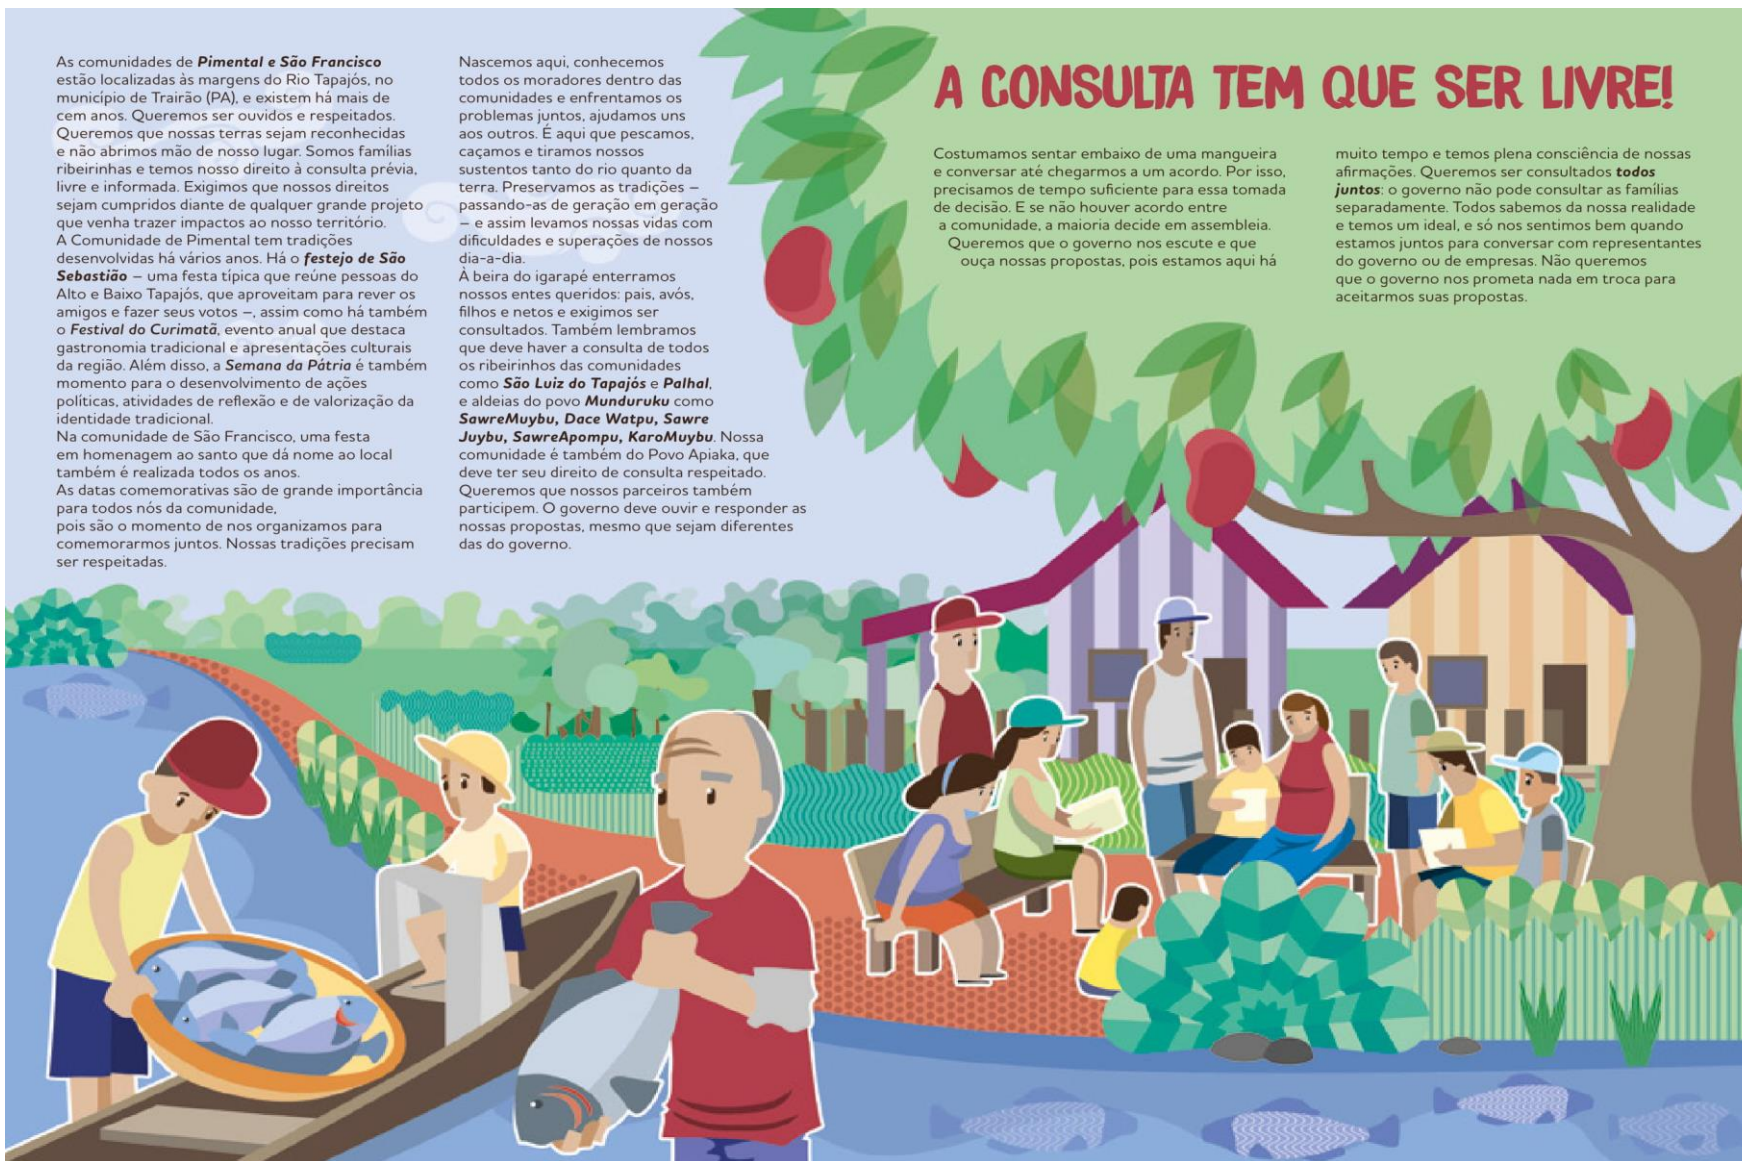 As comunidades de Pimental e São Francisco
estão localizadas às margens do Rio Tapajós, no
município de Trairão (PA), e existem há mais de
cem anos. Queremos ser ouvidos e respeitados.
Queremos que nossas terras sejam reconhecidas
e não abrimos mão de nosso lugar. Somos famílias
ribeirinhas e temos nosso direito à consulta prévia,
livre e informada. Exigimos que nossos direitos
sejam cumpridos diante de qualquer grande projeto
que venha trazer impactos ao nosso território.
A Comunidade de Pimental tem tradições
desenvolvidas há vários anos. Há o festejo de São
Sebastião – uma festa típica que reúne pessoas do
Alto e Baixo Tapajós, que aproveitam para rever os
amigos e fazer seus votos –, assim como há também
o Festival do Curimatã, evento anual que destaca
gastronomia tradicional e apresentações culturais
da região. Além disso, a Semana da Pátria é também
momento para o desenvolvimento de ações
políticas, atividades de reflexão e de valorização da
identidade tradicional.
Na comunidade de São Francisco, uma festa
em homenagem ao santo que dá nome ao local
também é realizada todos os anos.
As datas comemorativas são de grande importância
para todos nós da comunidade,
pois são o momento de nos organizamos para
comemorarmos juntos. Nossas tradições precisam
ser respeitadas.
Nascemos aqui, conhecemos
todos os moradores dentro das
comunidades e enfrentamos os
problemas juntos, ajudamos uns
aos outros. É aqui que pescamos,
caçamos e tiramos nossos
sustentos tanto do rio quanto da
terra. Preservamos as tradições –
passando-as de geração em geração
– e assim levamos nossas vidas com
dificuldades e superações de nossos
dia-a-dia.
À beira do igarapé enterramos
nossos entes queridos: pais, avós,
filhos e netos e exigimos ser
consultados. Também lembramos
que deve haver a consulta de todos
os ribeirinhos das comunidades
como São Luiz do Tapajós e Palhal,
e aldeias do povo Munduruku como
SawreMuybu, Dace Watpu, Sawre
Juybu, SawreApompu, KaroMuybu. Nossa
comunidade é também do Povo Apiaka, que
deve ter seu direito de consulta respeitado.
Queremos que nossos parceiros também
participem. O governo deve ouvir e responder as
nossas propostas, mesmo que sejam diferentes
das do governo.
A CONSULTA TEM QUE SER LIVRE!
Costumamos sentar embaixo de uma mangueira
e conversar até chegarmos a um acordo. Por isso,
precisamos de tempo suficiente para essa tomada
de decisão. E se não houver acordo entre
a comunidade, a maioria decide em assembleia.
Queremos que o governo nos escute e que
ouça nossas propostas, pois estamos aqui há
muito tempo e temos plena consciência de nossas
afirmações. Queremos ser consultados todos
juntos: o governo não pode consultar as famílias
separadamente. Todos sabemos da nossa realidade
e temos um ideal, e só nos sentimos bem quando
estamos juntos para conversar com representantes
do governo ou de empresas. Não queremos
que o governo nos prometa nada em troca para
aceitarmos suas propostas.